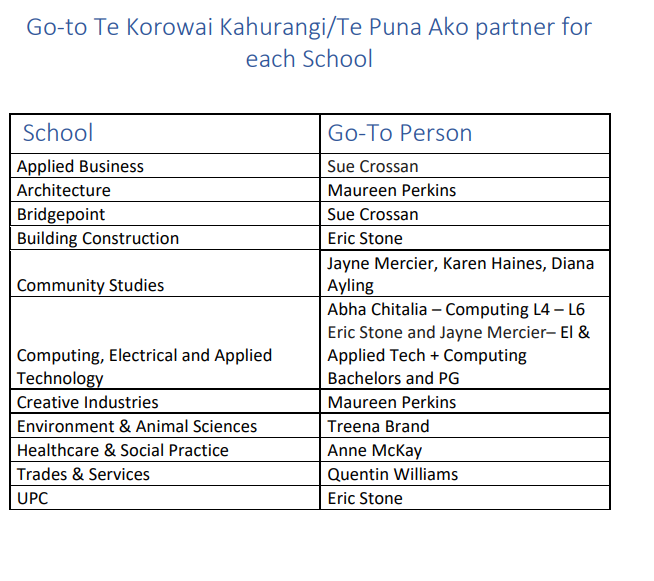 Go-to Te Korowai Kahurangi/Te Puna Ako partner for
each School
School Go-To Person
Applied Business Sue Crossan
Architecture Maureen Perkins
Bridgepoint Sue Crossan
Building Construction Eric Stone
Community Studies Jayne Mercier, Karen Haines, Diana
Ayling
Computing, Electrical and Applied
Technology
Abha Chitalia – Computing L4 – L6
Eric Stone and Jayne Mercier– El &
Applied Tech + Computing
Bachelors and PG
Creative Industries Maureen Perkins
Environment & Animal Sciences Treena Brand
Healthcare & Social Practice Anne McKay
Trades & Services Quentin Williams
UPC Eric Stone